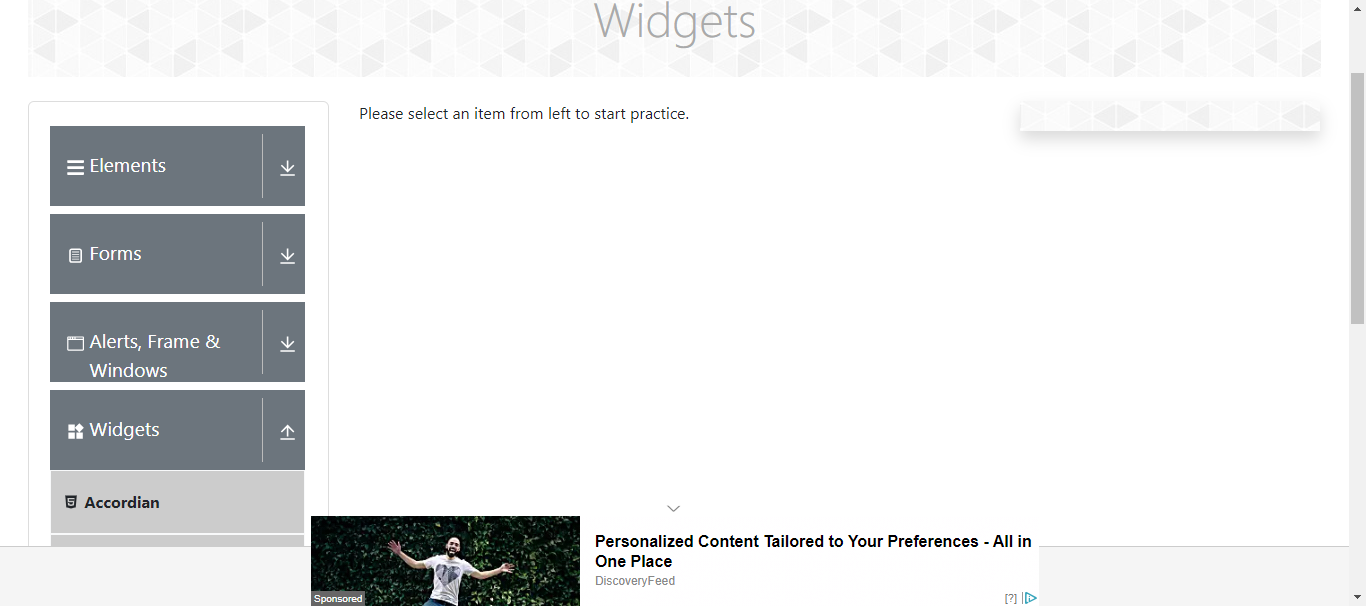 Widgets
Please select an item from left to start practice.
Elements
Forms
Alerts, Frame &
Windows
Widgets
Accordian
Personalized Content Tailored to Your Preferences - All in
One Place
DiscoveryFeed
Sponsored
[?]